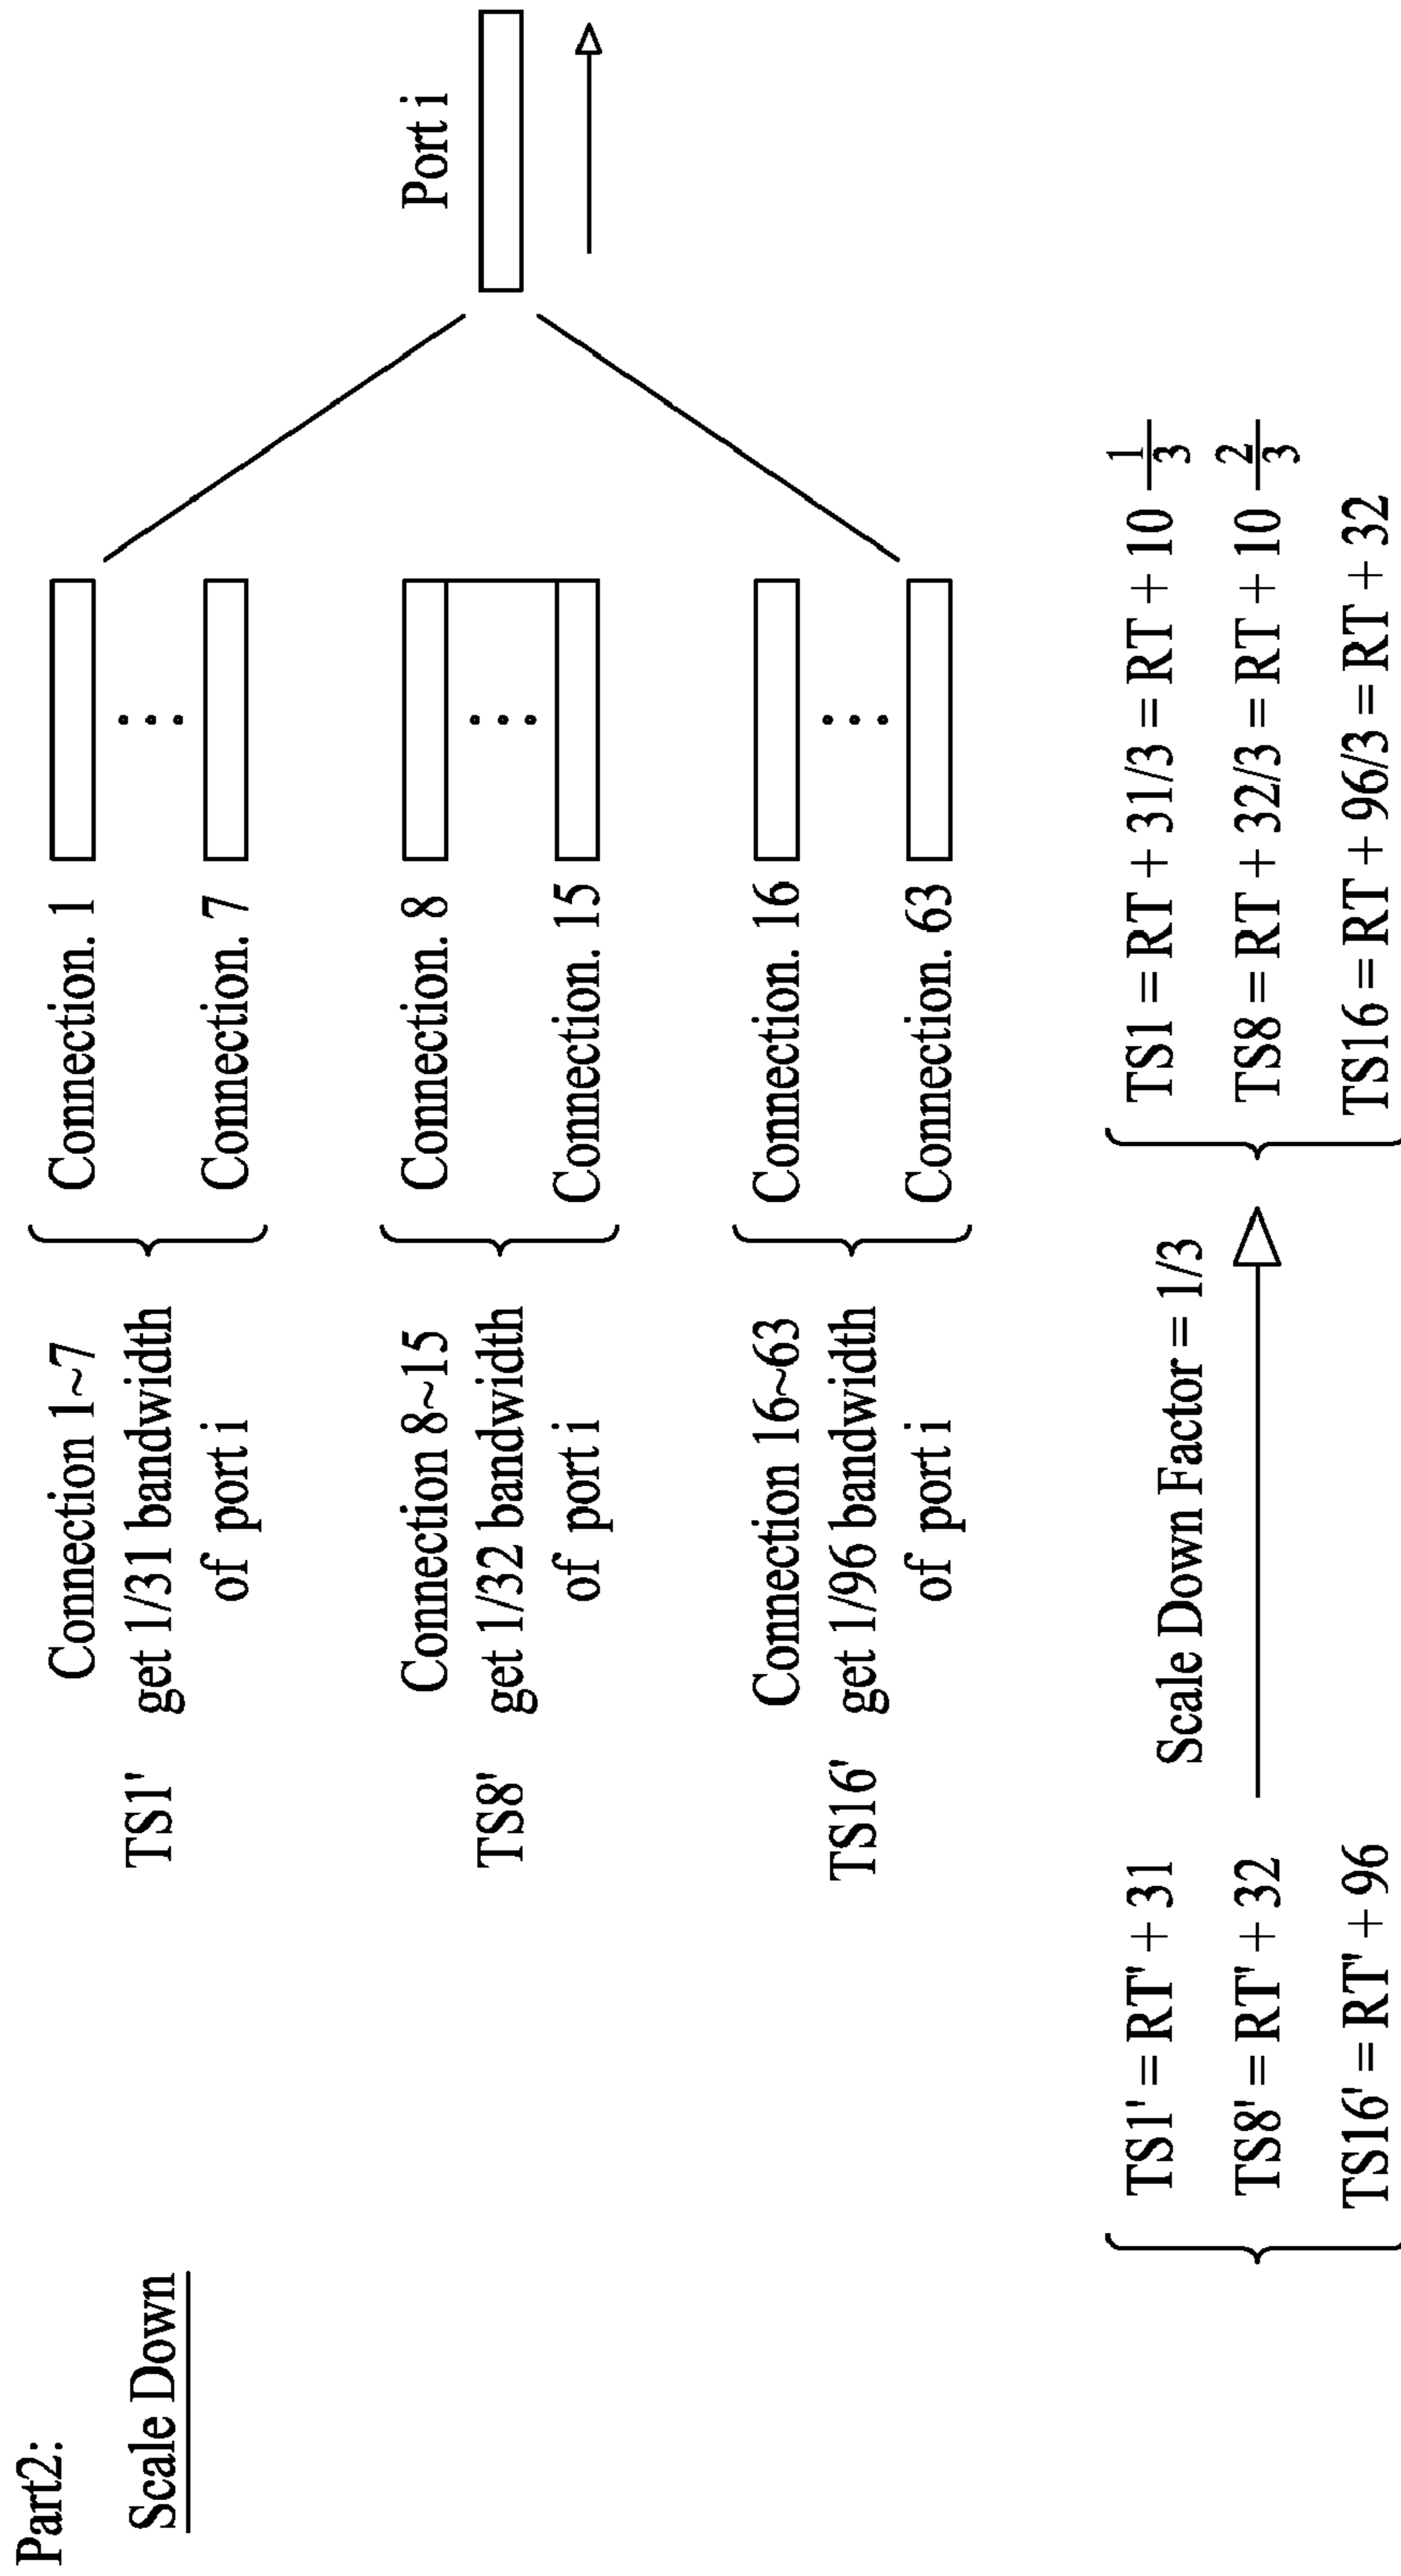 Part2:
Scale Down
Port i
TS1'
Connection 1~7
get 1/31 bandwidth
of port i
Connection. 1
Connection. 7
TS8'
Connection 8~15
get 1/32 bandwidth
of port i
Connection. 8
Connection. 15
TS16'
Connection 16~63
get 1/96 bandwidth
of port i
Connection. 16
Connection. 63
TS1' = RT' + 31
TS8' = RT' + 32
TS16' = RT' + 96
Scale Down Factor = 1/3
TS1 = RT + 31/3 = RT + 10 1/3
TS8 = RT + 32/3 = RT + 10 2/3
TS16 = RT + 96/3 = RT + 32